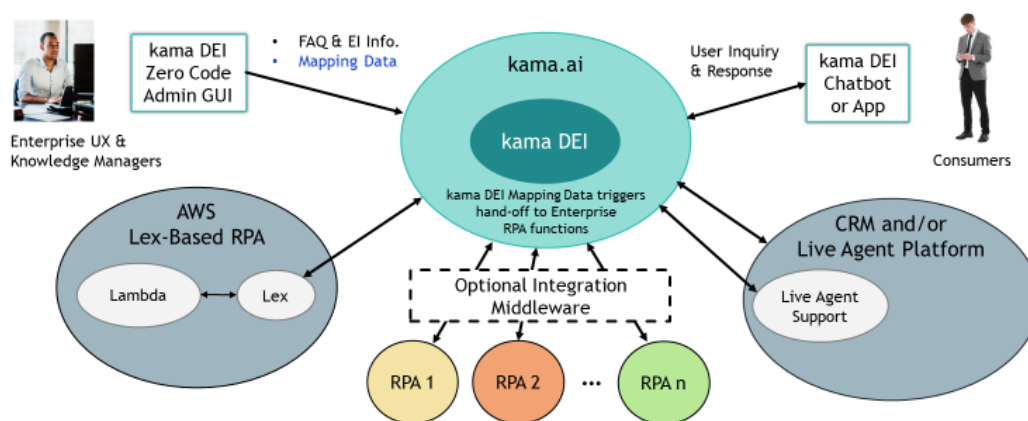 kama DEI
Zero Code
Admin GUI
• FAQ & EI Info.
• Mapping Data
kama.ai
kama DEI
kama DEI Mapping Data triggers
hand-off to Enterprise
RPA functions
User Inquiry
& Response
kama DEI
Chatbot
or App
Enterprise UX &
Knowledge Managers
Consumers
AWS
Lex-Based RPA
Lambda
Lex
Optional Integration
Middleware
CRM and/or
Live Agent Platform
Live Agent
Support
RPA 1
RPA 2
...
RPA n